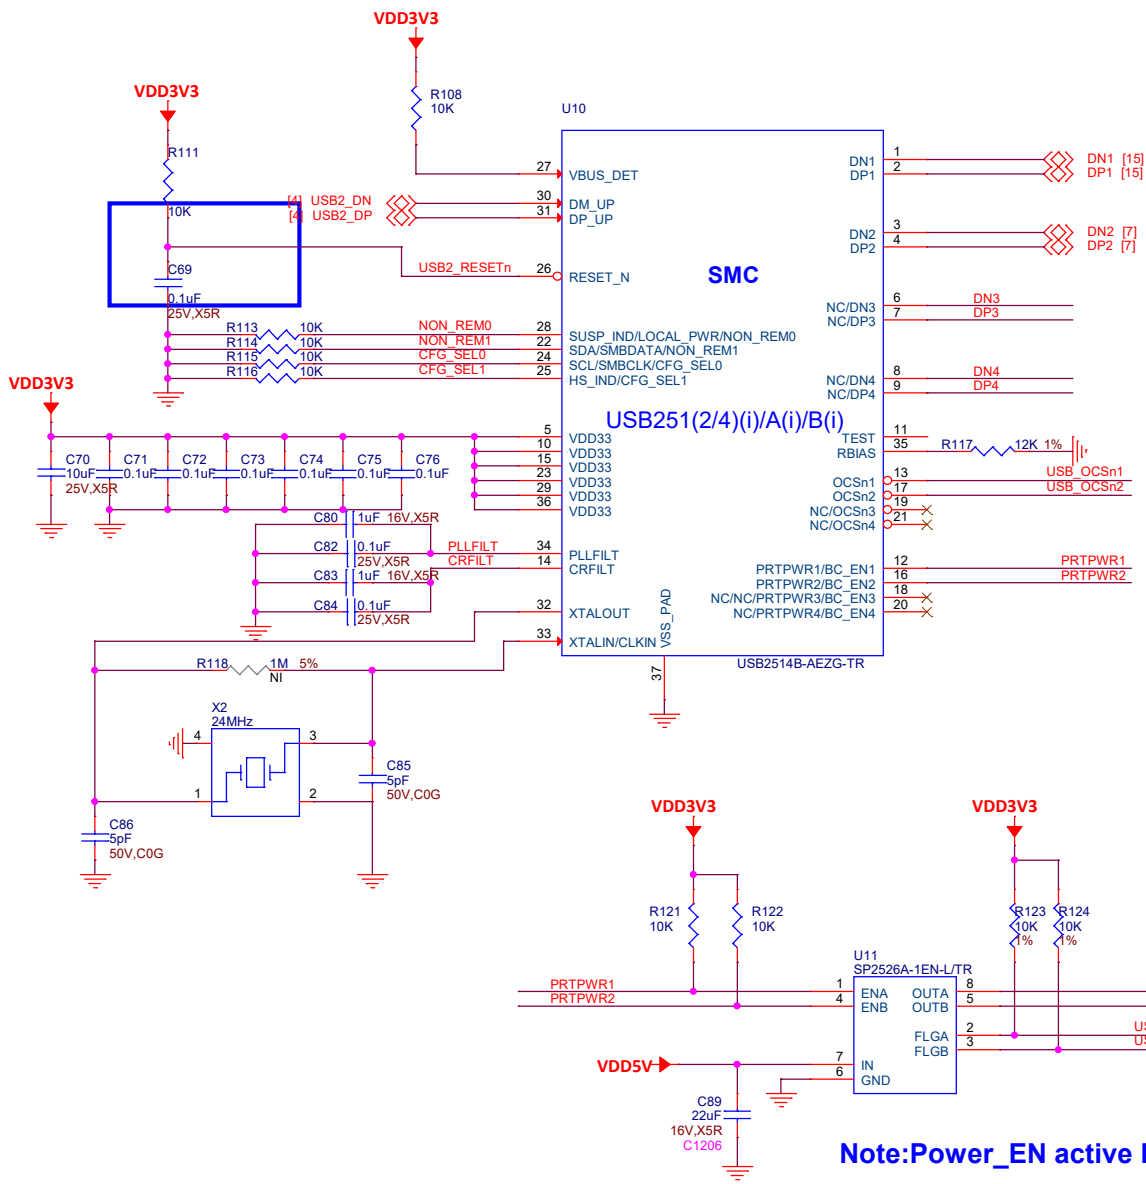 VDD3V3
R108
10K
VDD3V3
R111
10K
C69
0.1uF
25V,X5R
[4] USB2_DN
[4] USB2_DP
USB2_RESETn
R113 10K NON_REM0
R114 10K NON_REM1
R115 10K CFG_SEL0
R116 10K CFG_SEL1
VDD3V3
C70
10uF
25V,X5R
C71
0.1uF
C72
0.1uF
C73
0.1uF
C74
0.1uF
C75
0.1uF
C76
0.1uF
C80 1uF 16V,X5R
C82 0.1uF
25V,X5R
C83 1uF 16V,X5R
C84 0.1uF
25V,X5R
PLLFILT
CRFILT
R118 1M 5%
NI
X2
24MHz
4 3
1 2
C85
5pF
50V,C0G
C86
5pF
50V,C0G
U10
27 VBUS_DET
30 DM_UP
31 DP_UP
26 RESET_N
28 SUSP_IND/LOCAL_PWR/NON_REM0
22 SDA/SMBDATA/NON_REM1
24 SCL/SMBCLK/CFG_SEL0
25 HS_IND/CFG_SEL1
5 VDD33
10 VDD33
15 VDD33
23 VDD33
29 VDD33
36 VDD33
34 PLLFILT
14 CRFILT
32 XTALOUT
33 XTALIN/CLKIN
VSS_PAD
37
SMC
USB251(2/4)(i)/A(i)/B(i)
USB2514B-AEZG-TR
DN1 1 DN1 [15]
DP1 2 DP1 [15]
DN2 3 DN2 [7]
DP2 4 DP2 [7]
NC/DN3 6 DN3
NC/DP3 7 DP3
NC/DN4 8 DN4
NC/DP4 9 DP4
TEST 11
RBIAS 35 R117 12K 1%
OCSn1 13 USB_OCSn1
OCSn2 17 USB_OCSn2
NC/OCSn3 19
NC/OCSn4 21
PRTPWR1/BC_EN1 12 PRTPWR1
PRTPWR2/BC_EN2 16 PRTPWR2
NC/NC/PRTPWR3/BC_EN3 18
NC/PRTPWR4/BC_EN4 20
VDD3V3
R121
10K
R122
10K
VDD3V3
R123
10K
1%
R124
10K
1%
U11
SP2526A-1EN-L/TR
PRTPWR1 1 ENA OUTA 8
PRTPWR2 4 ENB OUTB 5
FLGA 2
FLGB 3
VDD5V 7 IN
6 GND
C89
22uF
16V,X5R
C1206
Note:Power_EN active